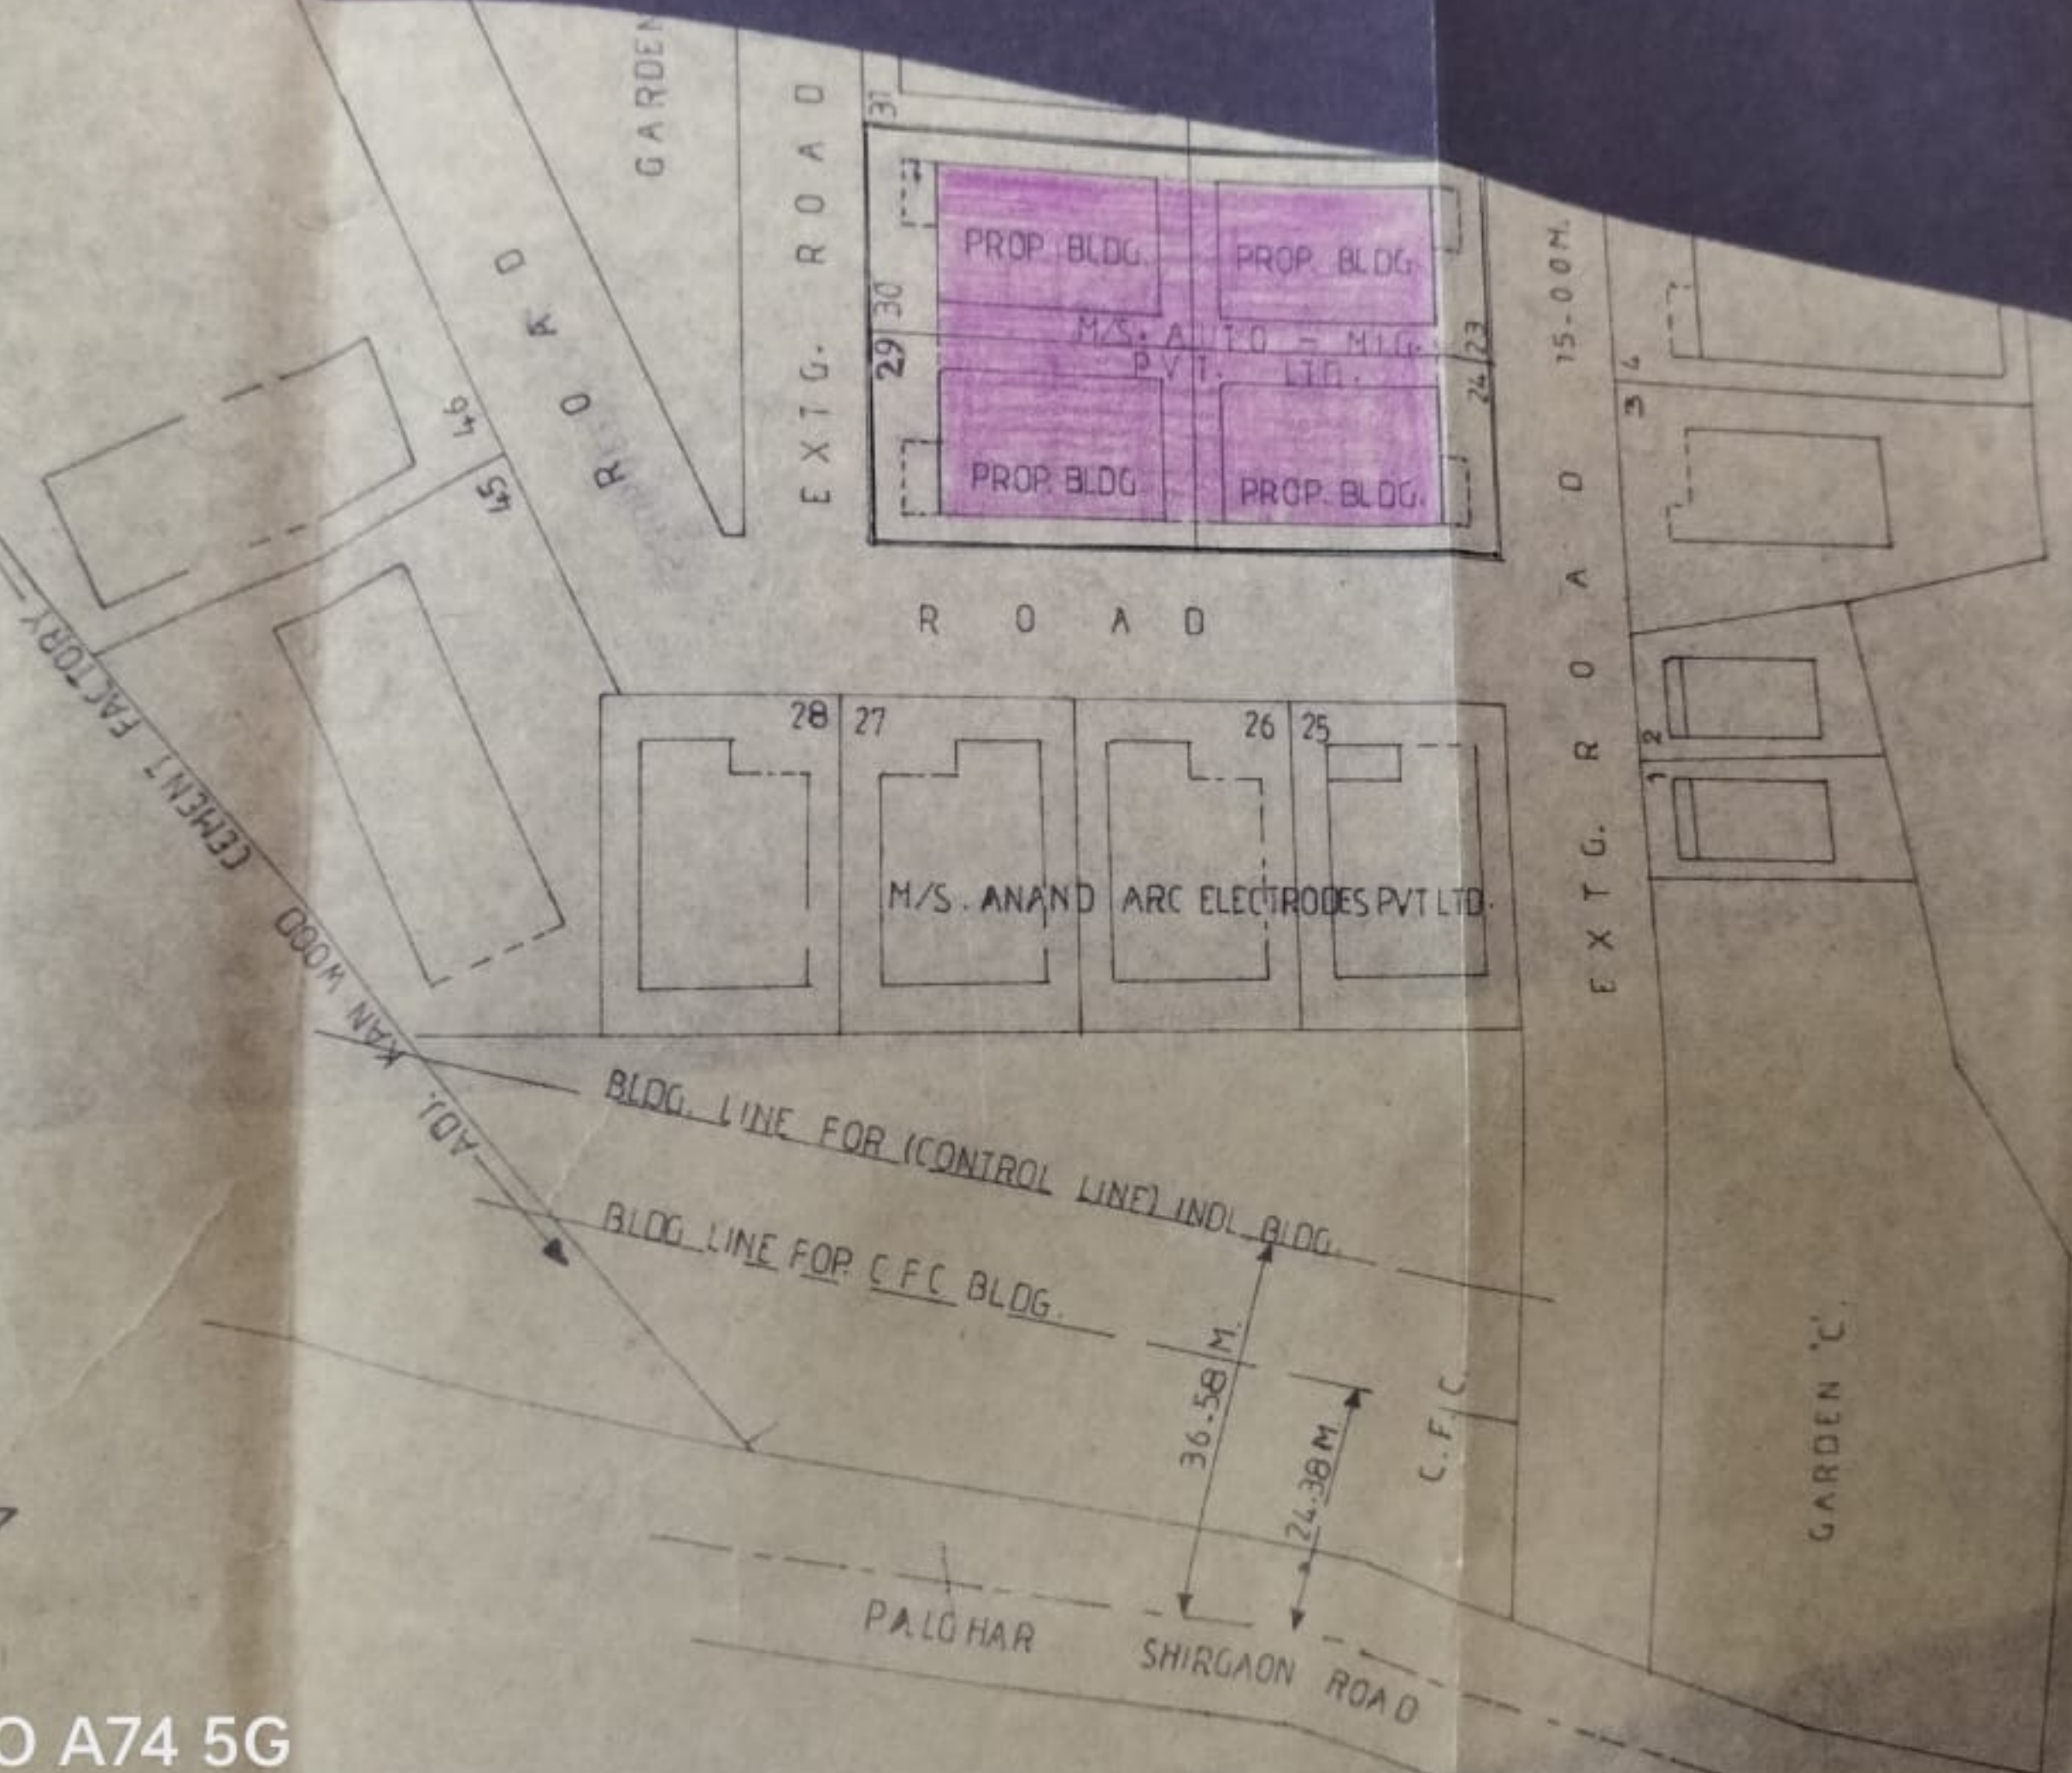 GARDEN
EXTG. ROAD
31
PROP. BLDG.
PROP. BLDG.
30
29
M/S. AUTO - MIG.
PVT. LTD.
23
24
PROP. BLDG.
PROP. BLDG.
15-00M.
4
3
ROAD
46
45
ROAD
EXTG. ROAD
2
1
28
27
26
25
M/S. ANAND ARC ELECTRODES PVT LTD.
ADJ. KAN WOOD CEMENT FACTORY
BLDG. LINE FOR (CONTROL LINE) INDL. BLDG.
BLDG LINE FOR C F C BLDG.
36.58 M.
24.38 M
C.F.C.
GARDEN 'C'.
PALGHAR SHIRGAON ROAD
O A74 5G